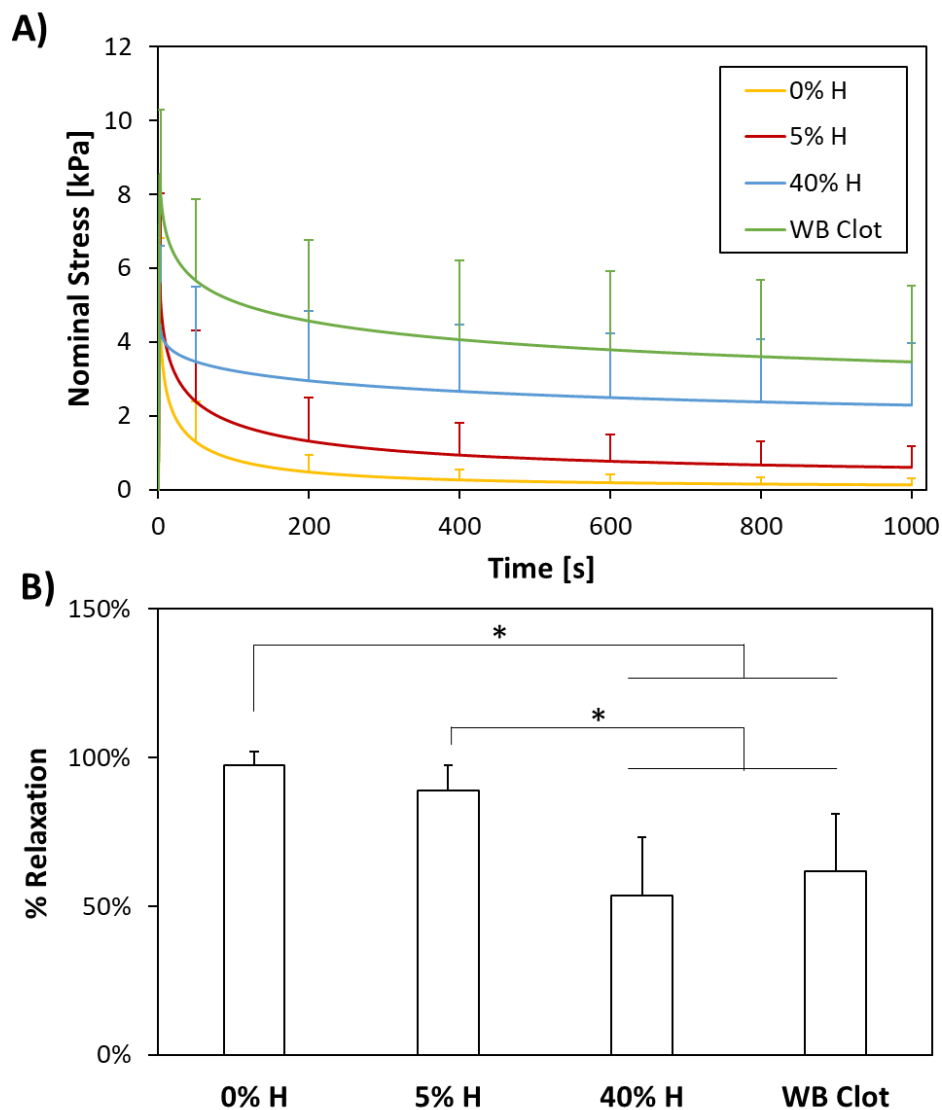 A)
Nominal Stress [kPa]
12
10
8
6
4
2
0
0% H
5% H
40% H
WB Clot
0 200 400 600 800 1000
Time [s]
B)
% Relaxation
150%
100%
50%
0%
*
*
0% H 5% H 40% H WB Clot